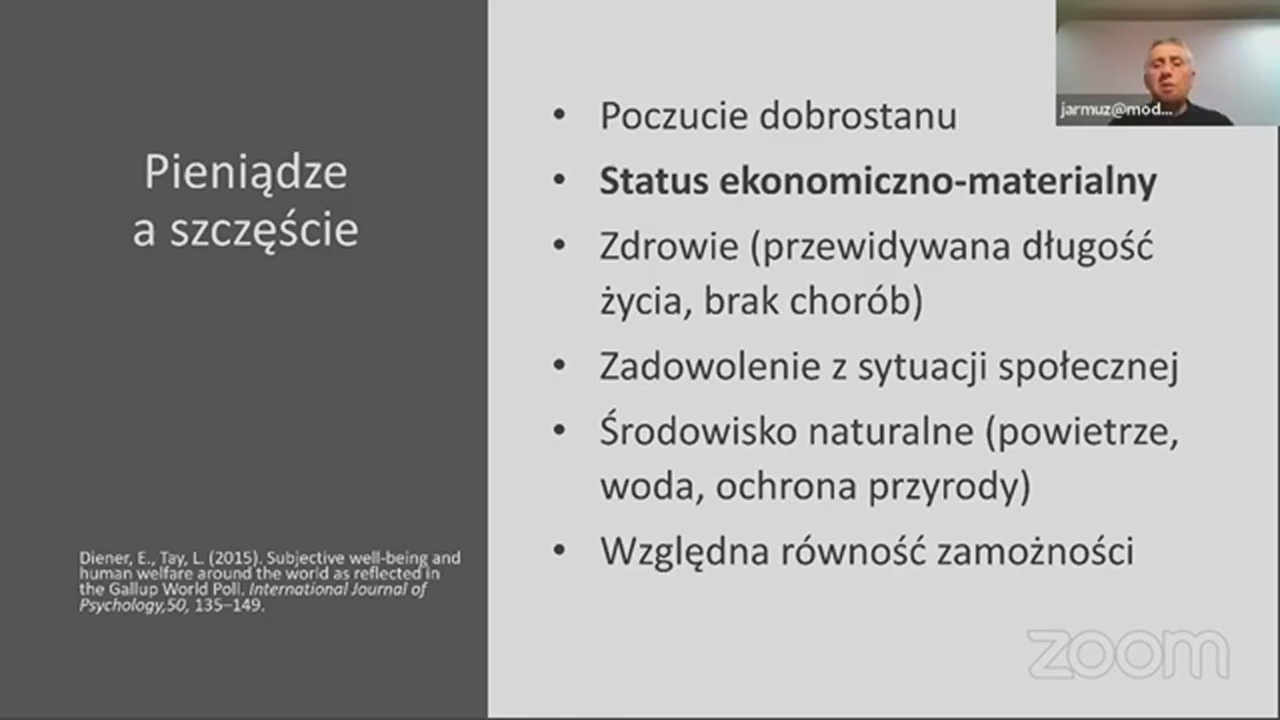 Pieniądze
a szczęście
Diener, E., Tay, L. (2015). Subjective well-being and
human welfare around the world as reflected in
the Gallup World Poll. International Journal of
Psychology,50, 135–149.
• Poczucie dobrostanu
• Status ekonomiczno-materialny
• Zdrowie (przewidywana długość
życia, brak chorób)
• Zadowolenie z sytuacji społecznej
• Środowisko naturalne (powietrze,
woda, ochrona przyrody)
• Względna równość zamożności
jarmuz@mod...
zoom